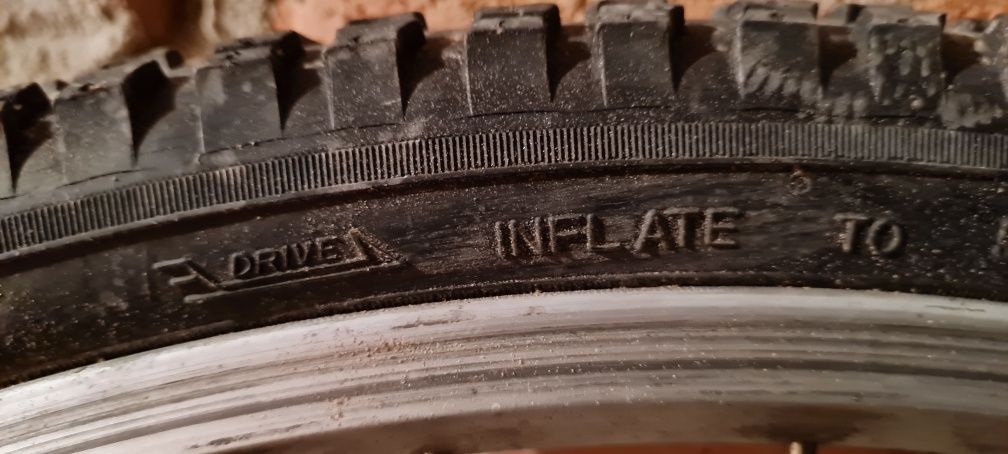 DRIVE INFLATE TO